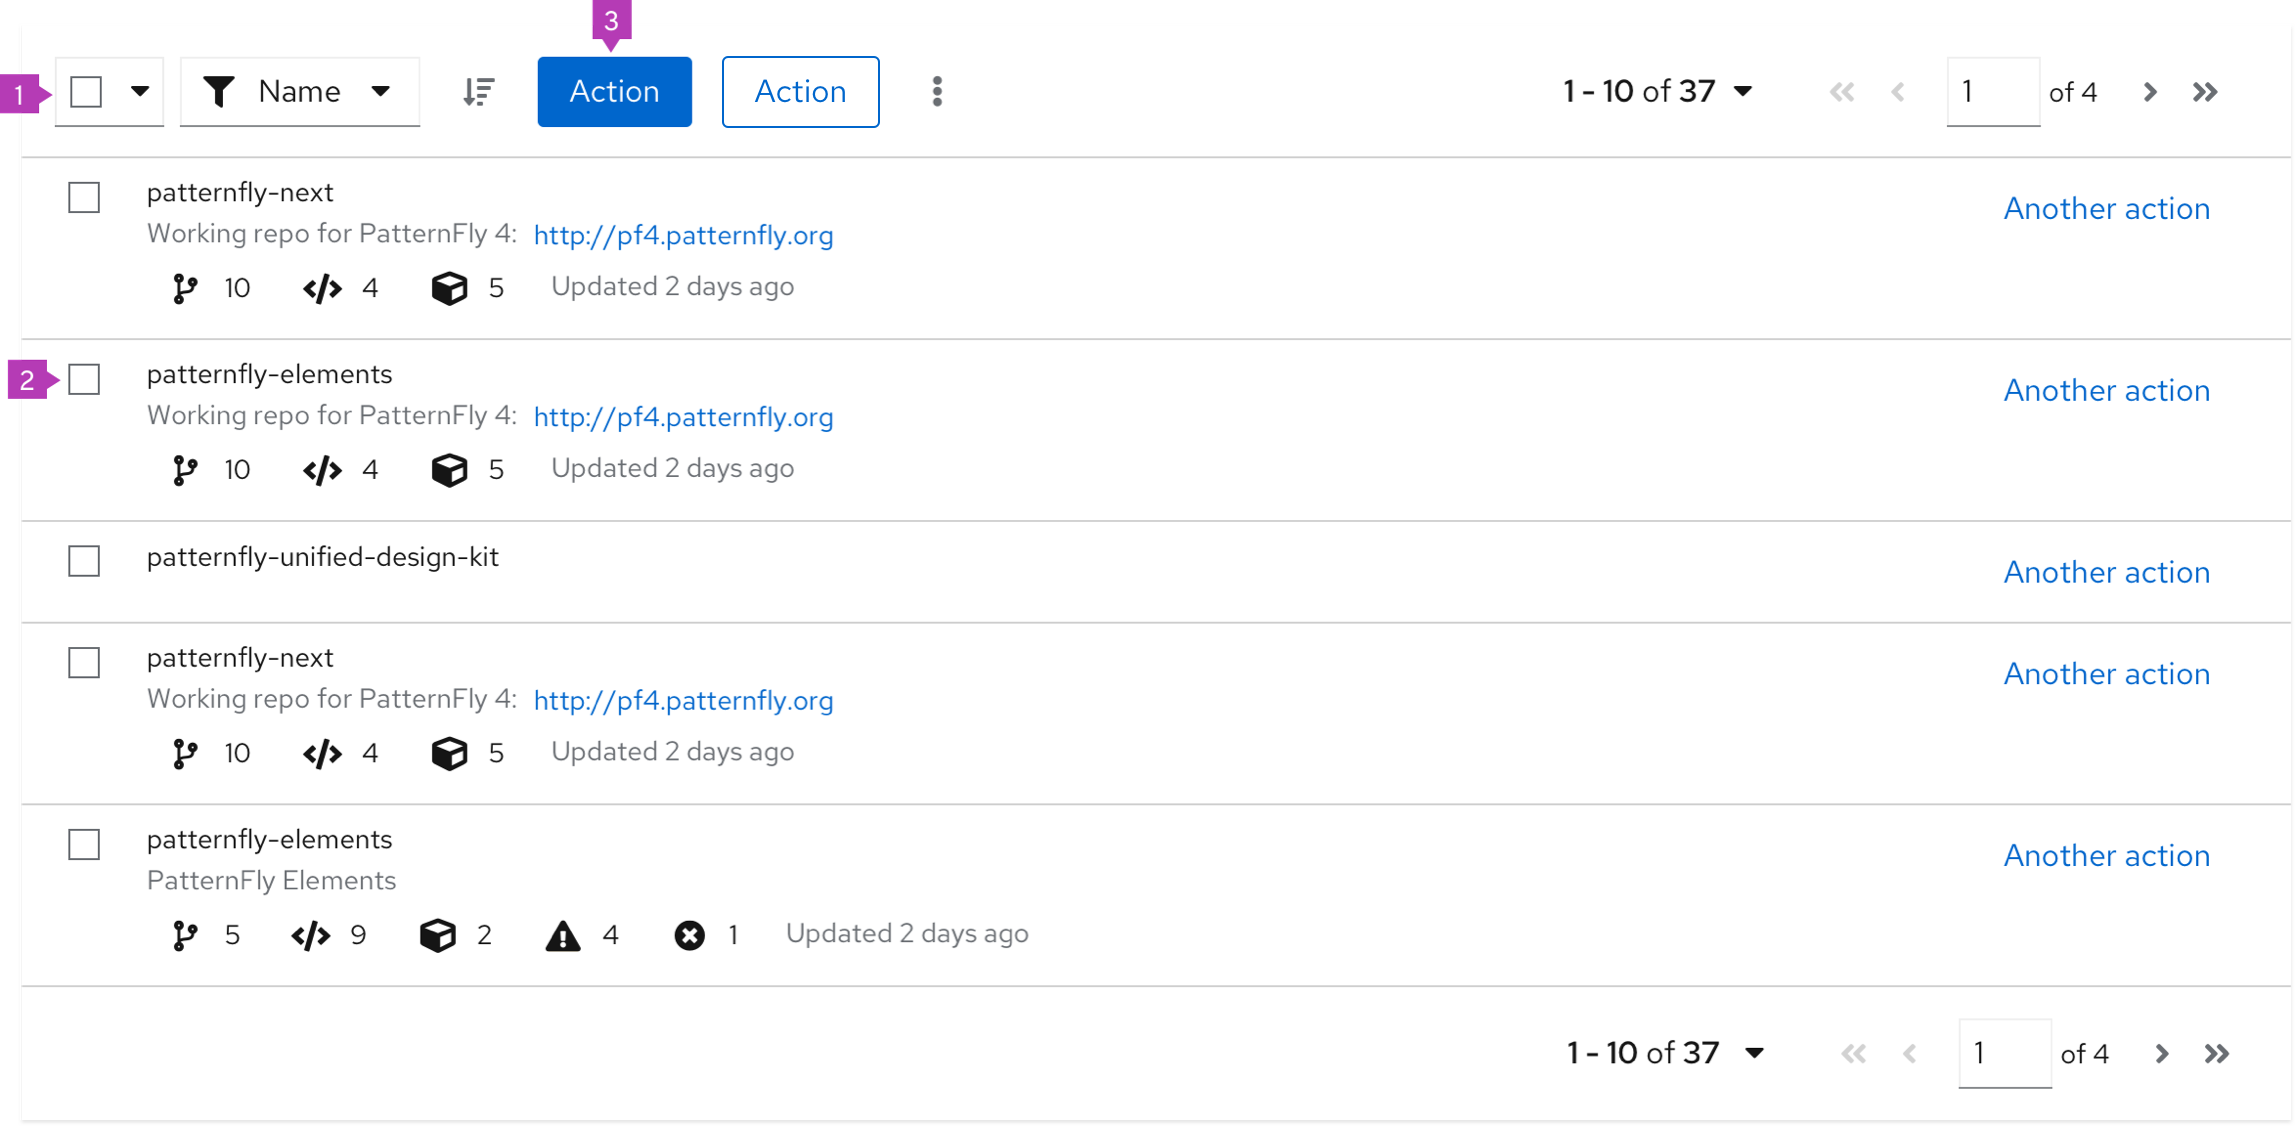 3
1 Name Action Action 1 - 10 of 37 1 of 4
patternfly-next
Another action
Working repo for PatternFly 4: http://pf4.patternfly.org
10 4 5 Updated 2 days ago
2 patternfly-elements
Another action
Working repo for PatternFly 4: http://pf4.patternfly.org
10 4 5 Updated 2 days ago
patternfly-unified-design-kit
Another action
patternfly-next
Another action
Working repo for PatternFly 4: http://pf4.patternfly.org
10 4 5 Updated 2 days ago
patternfly-elements
Another action
PatternFly Elements
5 9 2 4 1 Updated 2 days ago
1 - 10 of 37 1 of 4